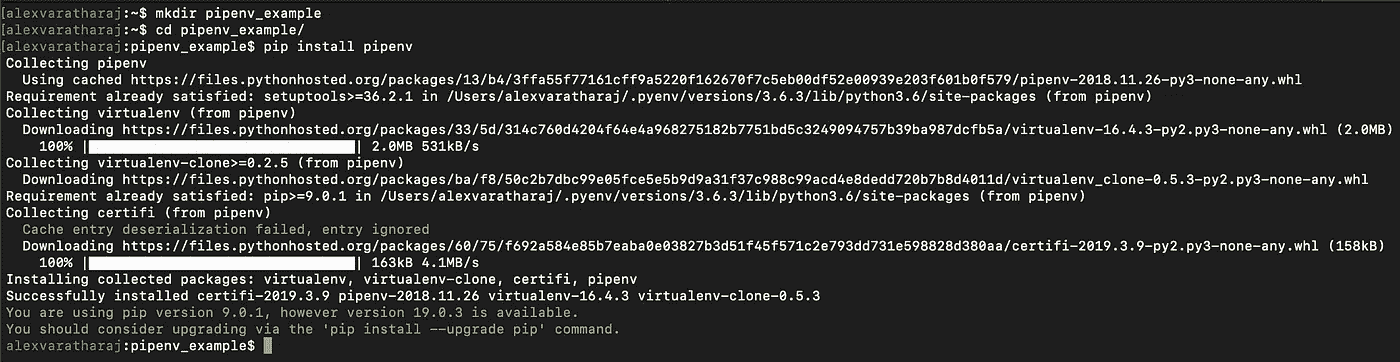 [alexvaratharaj:~$ mkdir pipenv_example
[alexvaratharaj:~$ cd pipenv_example/
[alexvaratharaj:pipenv_example$ pip install pipenv
Collecting pipenv
  Using cached https://files.pythonhosted.org/packages/13/b4/3ffa55f77161cff9a5220f162670f7c5eb00df52e00939e203f601b0f579/pipenv-2018.11.26-py3-none-any.whl
Requirement already satisfied: setuptools>=36.2.1 in /Users/alexvaratharaj/.pyenv/versions/3.6.3/lib/python3.6/site-packages (from pipenv)
Collecting virtualenv (from pipenv)
  Downloading https://files.pythonhosted.org/packages/33/5d/314c760d4204f64e4a968275182b7751bd5c3249094757b39ba987dcfb5a/virtualenv-16.4.3-py2.py3-none-any.whl (2.0MB)
    100% |████████████████████████████████| 2.0MB 531kB/s
Collecting virtualenv-clone>=0.2.5 (from pipenv)
  Downloading https://files.pythonhosted.org/packages/ba/f8/50c2b7dbc99e05fce5e5b9d9a31f37c988c99acd4e8dedd720b7b8d4011d/virtualenv_clone-0.5.3-py2.py3-none-any.whl
Requirement already satisfied: pip>=9.0.1 in /Users/alexvaratharaj/.pyenv/versions/3.6.3/lib/python3.6/site-packages (from pipenv)
Collecting certifi (from pipenv)
  Cache entry deserialization failed, entry ignored
  Downloading https://files.pythonhosted.org/packages/60/75/f692a584e85b7eaba0e03827b3d51f45f571c2e793dd731e598828d380aa/certifi-2019.3.9-py2.py3-none-any.whl (158kB)
    100% |████████████████████████████████| 163kB 4.1MB/s
Installing collected packages: virtualenv, virtualenv-clone, certifi, pipenv
Successfully installed certifi-2019.3.9 pipenv-2018.11.26 virtualenv-16.4.3 virtualenv-clone-0.5.3
You are using pip version 9.0.1, however version 19.0.3 is available.
You should consider upgrading via the 'pip install --upgrade pip' command.
alexvaratharaj:pipenv_example$